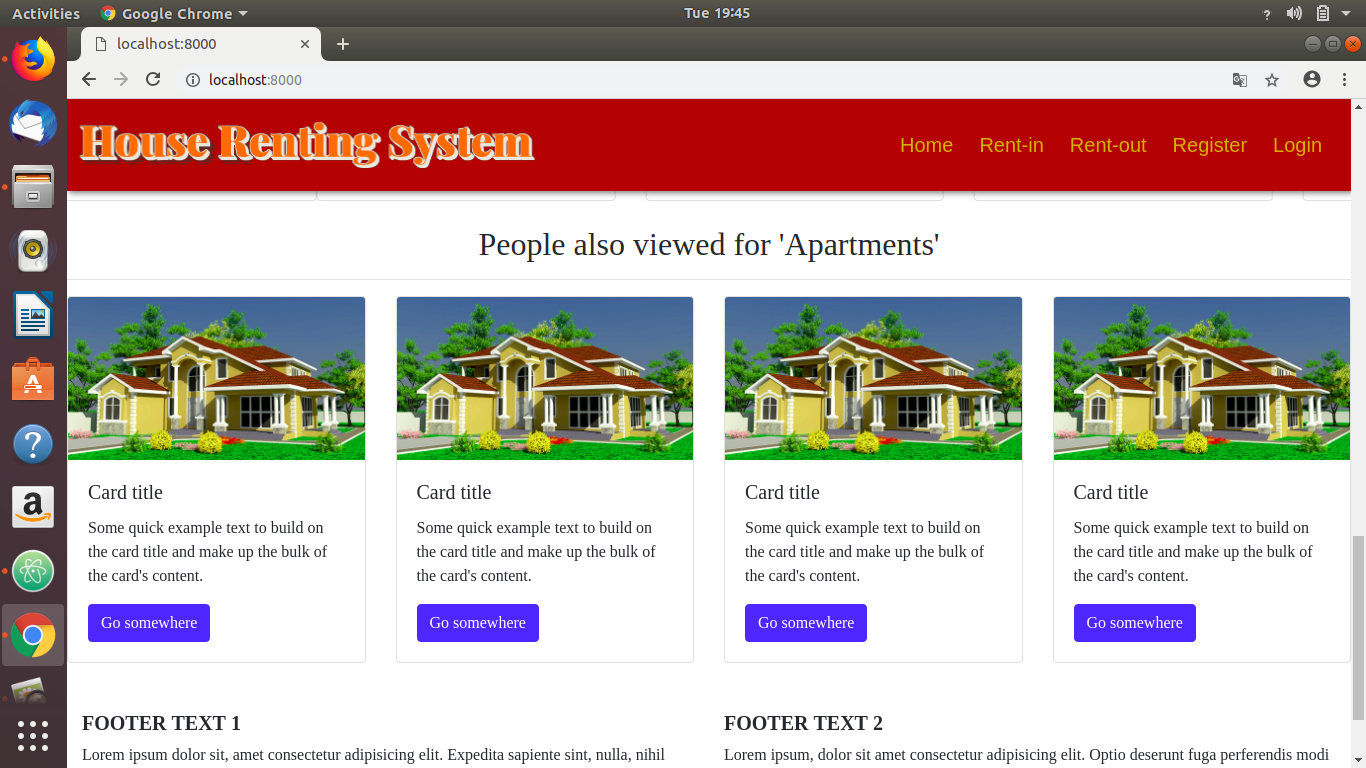 Activities
Google Chrome
Tue 19:45
?
localhost:8000
localhost:8000
House Renting System
Home Rent-in Rent-out Register Login
People also viewed for 'Apartments'
Card title
Some quick example text to build on
the card title and make up the bulk of
the card's content.
Go somewhere
Card title
Some quick example text to build on
the card title and make up the bulk of
the card's content.
Go somewhere
Card title
Some quick example text to build on
the card title and make up the bulk of
the card's content.
Go somewhere
Card title
Some quick example text to build on
the card title and make up the bulk of
the card's content.
Go somewhere
FOOTER TEXT 1
Lorem ipsum dolor sit, amet consectetur adipisicing elit. Expedita sapiente sint, nulla, nihil
FOOTER TEXT 2
Lorem ipsum, dolor sit amet consectetur adipisicing elit. Optio deserunt fuga perferendis modi